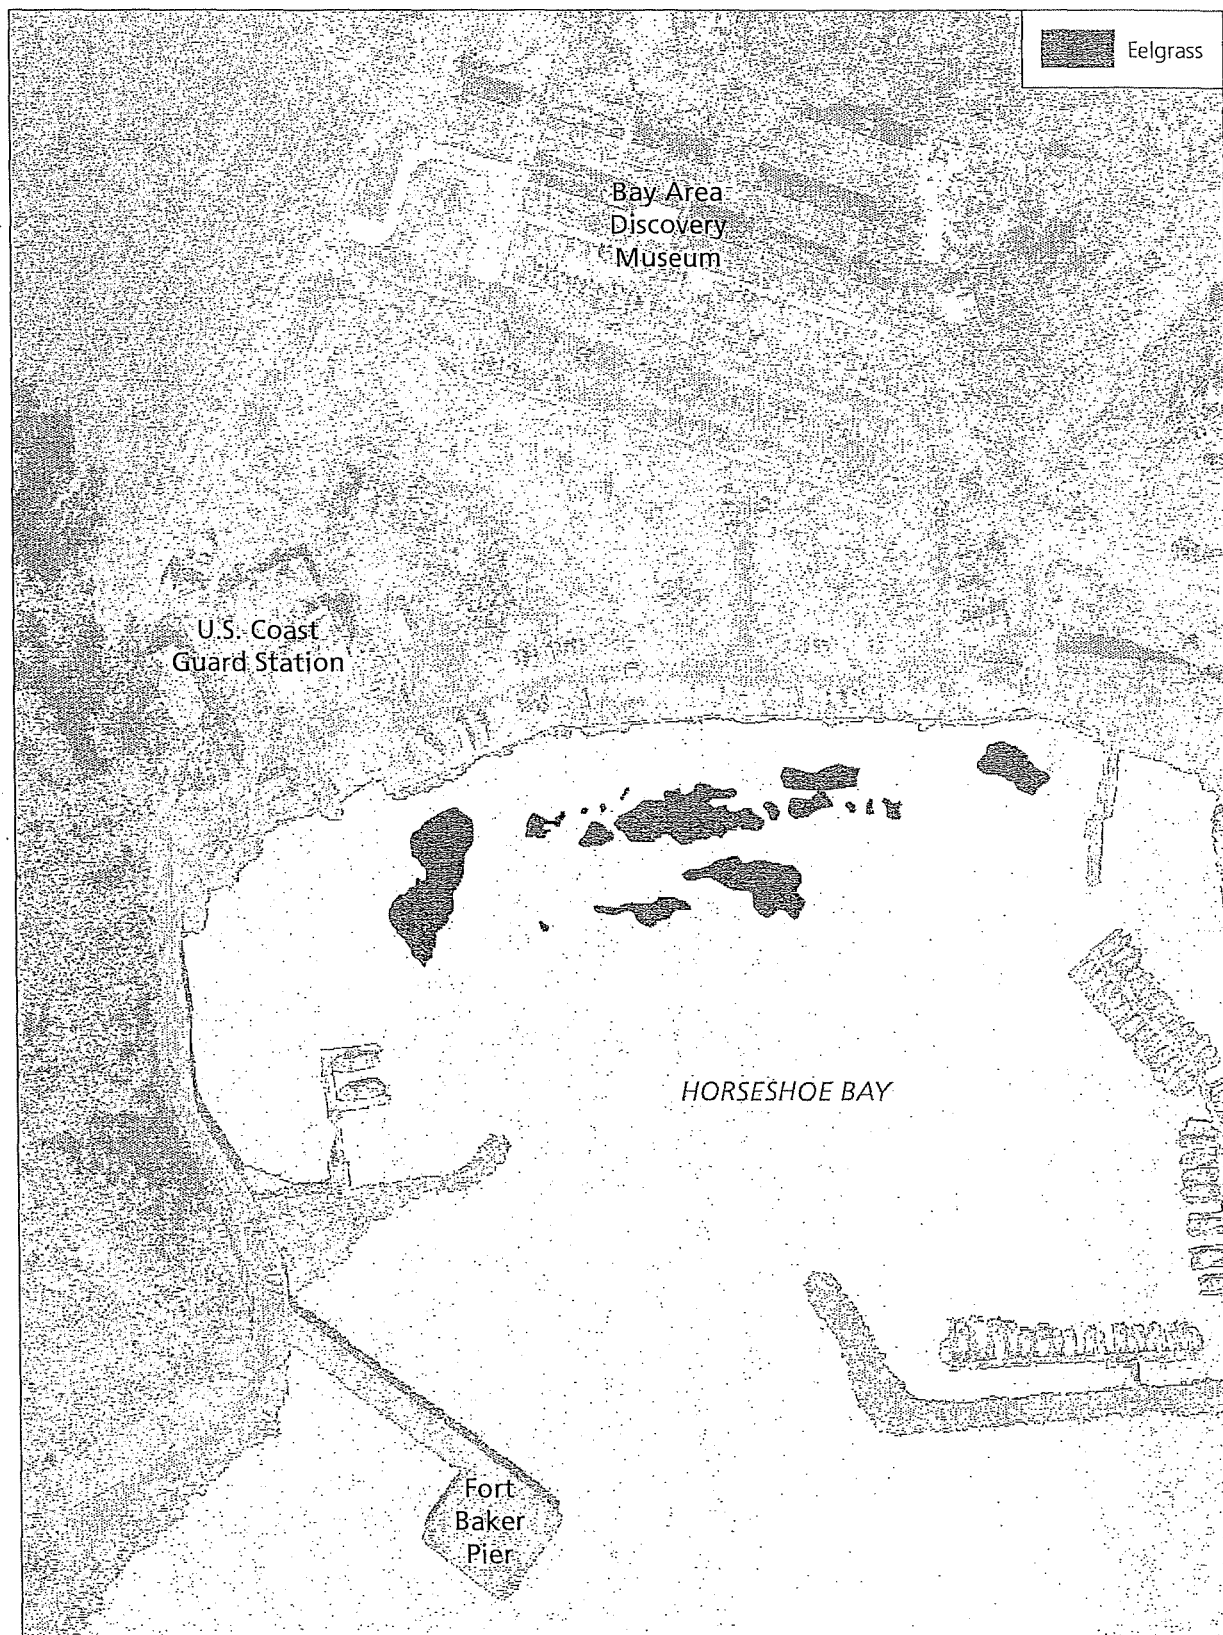 Eelgrass
Bay Area
Discovery
Museum
U.S. Coast
Guard Station
HORSESHOE BAY
Fort
Baker
Pier